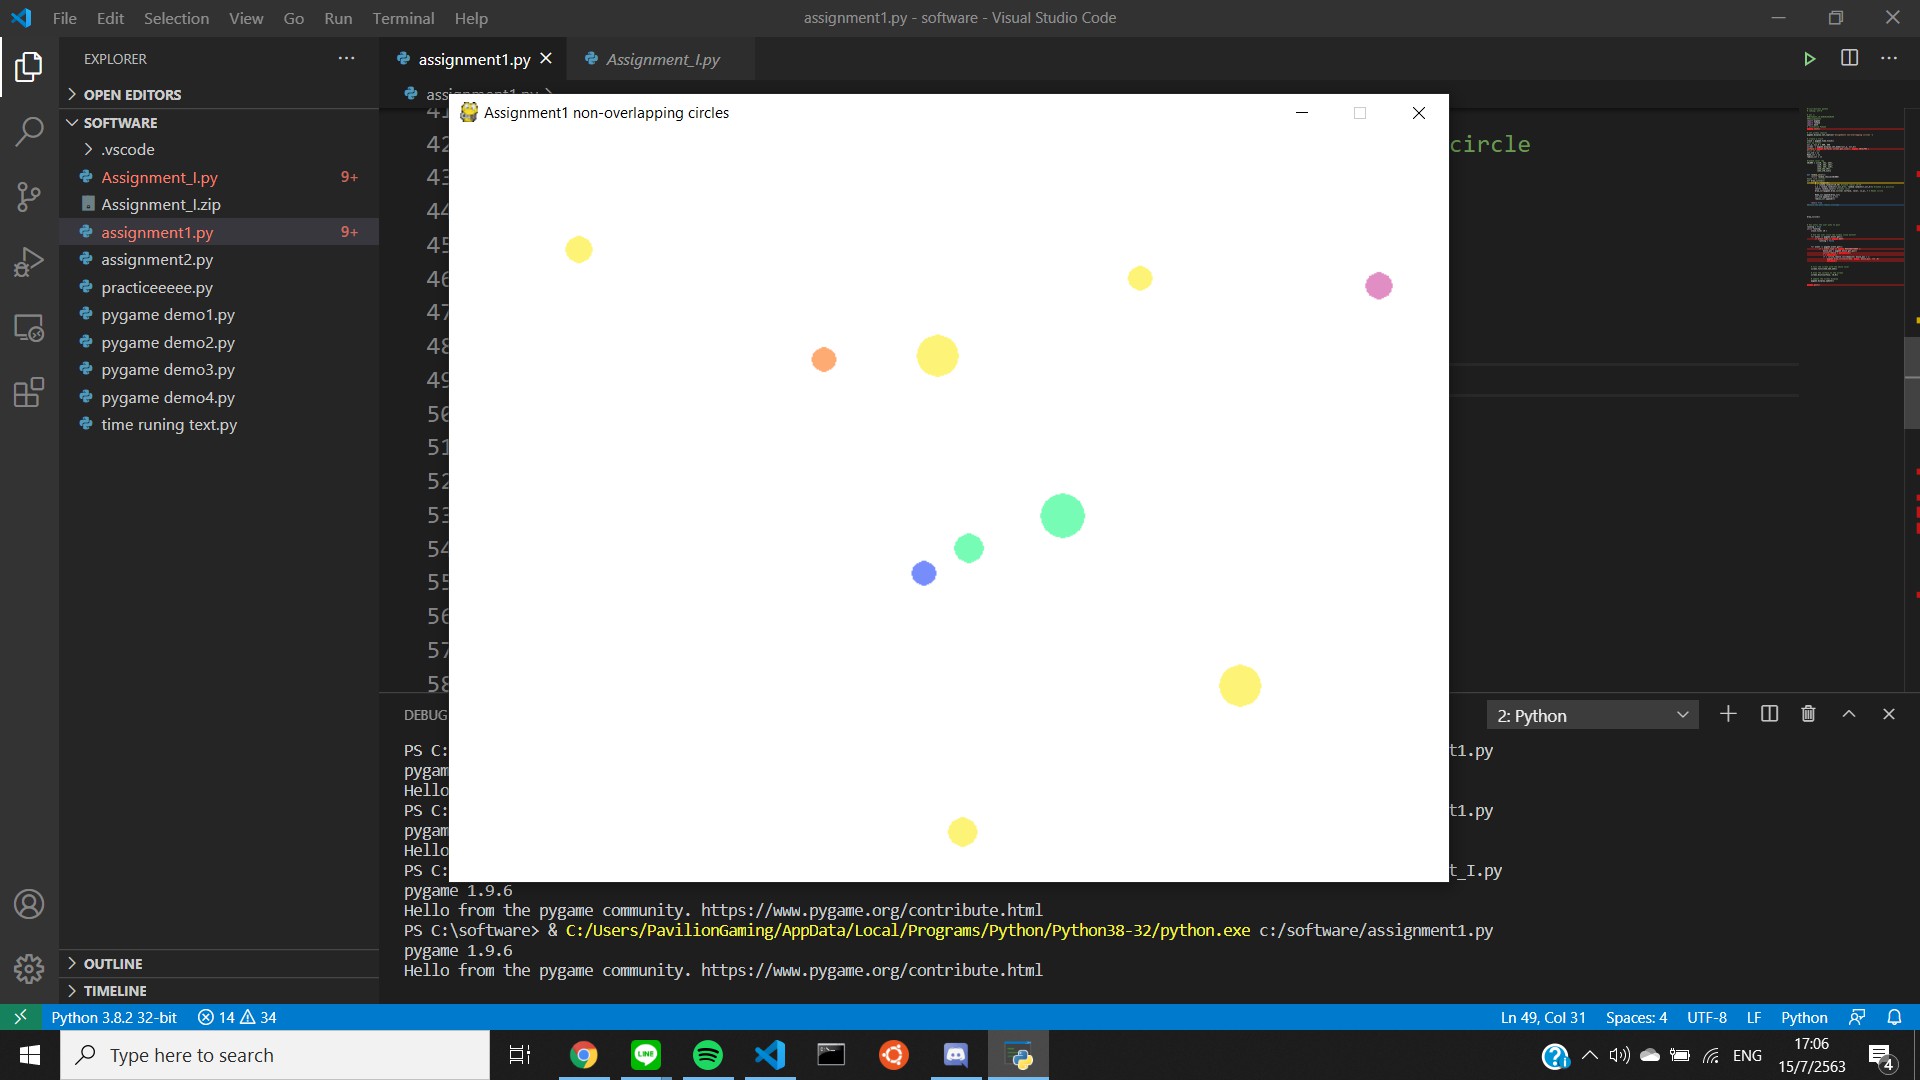 File Edit Selection View Go Run Terminal Help
assignment1.py - software - Visual Studio Code
EXPLORER
assignment1.py
Assignment_I.py
OPEN EDITORS
SOFTWARE
.vscode
Assignment_I.py 9+
Assignment_I.zip
assignment1.py 9+
assignment2.py
practiceeeee.py
pygame demo1.py
pygame demo2.py
pygame demo3.py
pygame demo4.py
time runing text.py
OUTLINE
TIMELINE
Assignment1 non-overlapping circles
42 circle
43
44
45
46
47
48
49
50
51
52
53
54
55
56
57
58
DEBUG
2: Python
PS C: t1.py
pygam
Hello
PS C: t1.py
pygam
Hello
PS C: t_I.py
pygame 1.9.6
Hello from the pygame community. https://www.pygame.org/contribute.html
PS C:\software> & C:/Users/PavilionGaming/AppData/Local/Programs/Python/Python38-32/python.exe c:/software/assignment1.py
pygame 1.9.6
Hello from the pygame community. https://www.pygame.org/contribute.html
Python 3.8.2 32-bit 14 34
Ln 49, Col 31 Spaces: 4 UTF-8 LF Python
Type here to search
LINE
ENG
17:06
15/7/2563
4